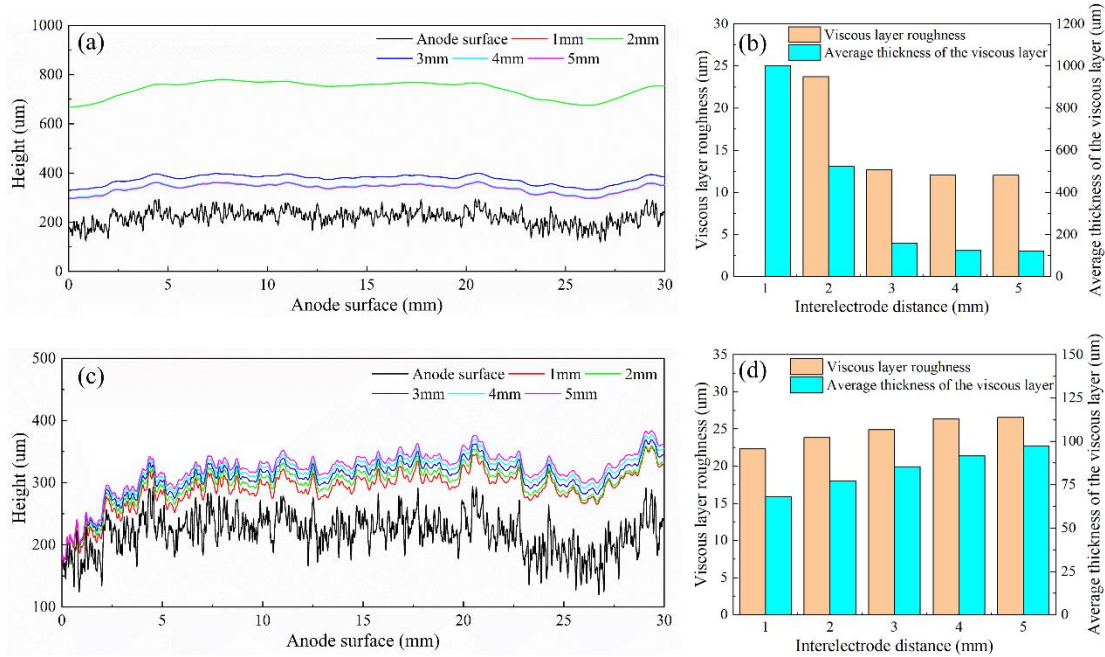 (a)
Anode surface 1mm 2mm
3mm 4mm 5mm
1000
800
600
400
200
0
Height (um)
0 5 10 15 20 25 30
Anode surface (mm)
(b)
Viscous layer roughness
Average thickness of the viscous layer
30
25
20
15
10
5
0
Viscous layer roughness (um)
1200
1000
800
600
400
200
0
Average thickness of the viscous layer (um)
1 2 3 4 5
Interelectrode distance (mm)
(c)
Anode surface 1mm 2mm
3mm 4mm 5mm
500
400
300
200
100
Height (um)
0 5 10 15 20 25 30
Anode surface (mm)
(d)
Viscous layer roughness
Average thickness of the viscous layer
35
30
25
20
15
10
5
0
Viscous layer roughness (um)
150
125
100
75
50
25
0
Average thickness of the viscous layer (um)
1 2 3 4 5
Interelectrode distance (mm)